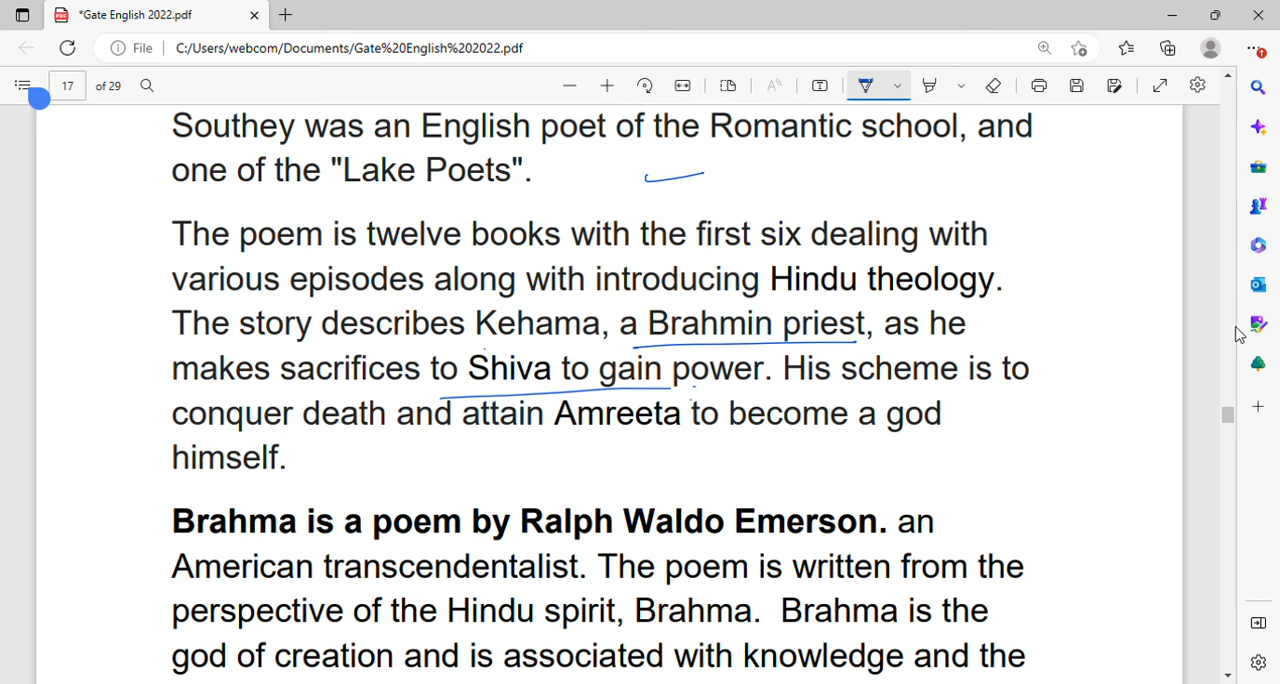 *Gate English 2022.pdf
File C:/Users/webcom/Documents/Gate%20English%202022.pdf
17 of 29
Southey was an English poet of the Romantic school, and
one of the "Lake Poets".
The poem is twelve books with the first six dealing with
various episodes along with introducing Hindu theology.
The story describes Kehama, a Brahmin priest, as he
makes sacrifices to Shiva to gain power. His scheme is to
conquer death and attain Amreeta to become a god
himself.
Brahma is a poem by Ralph Waldo Emerson. an
American transcendentalist. The poem is written from the
perspective of the Hindu spirit, Brahma. Brahma is the
god of creation and is associated with knowledge and the